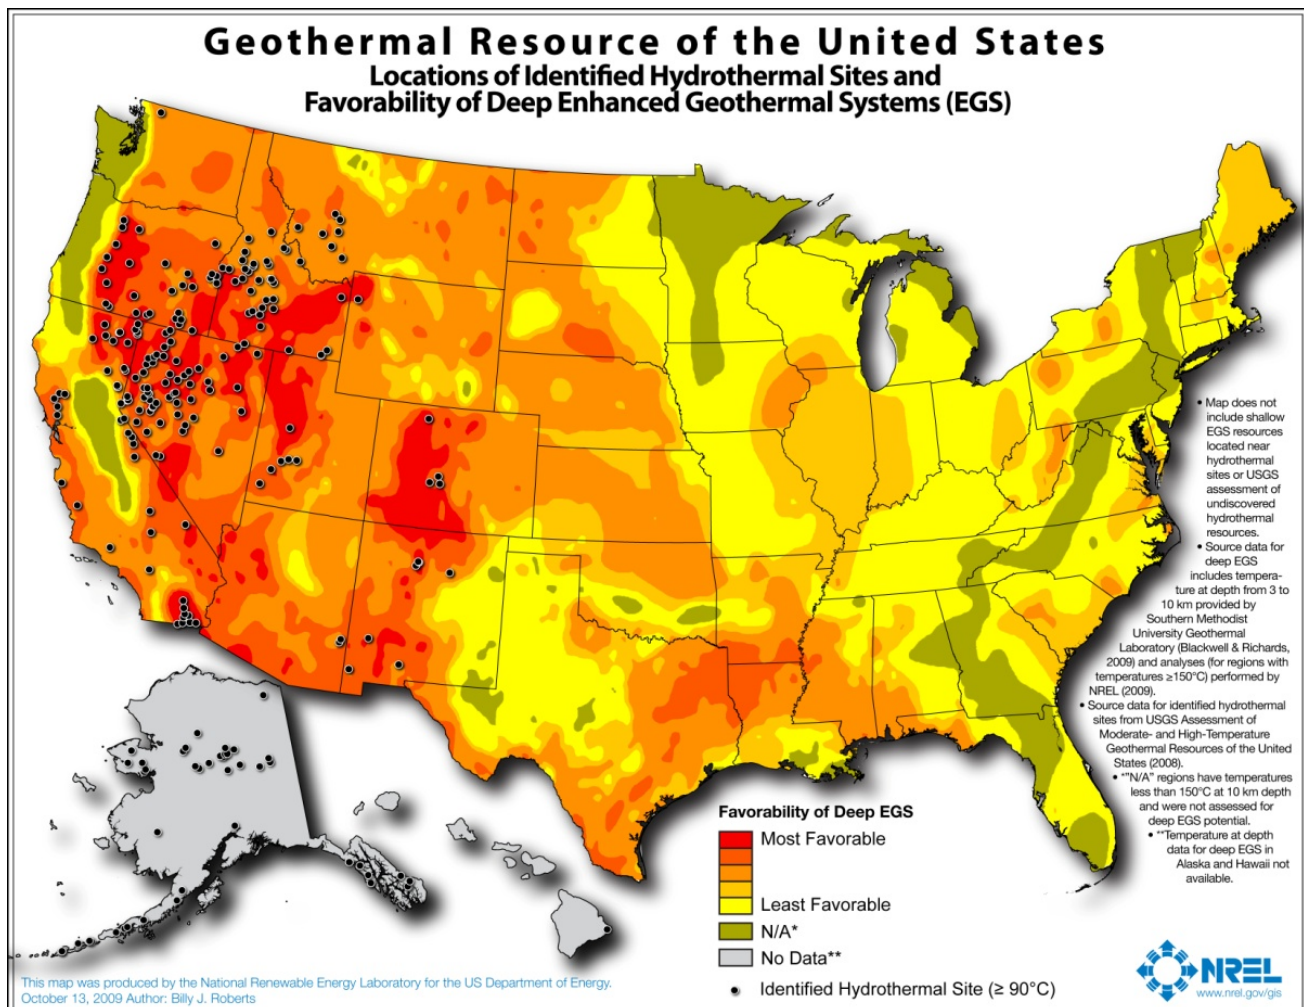 Geothermal Resource of the United States
Locations of Identified Hydrothermal Sites and
Favorability of Deep Enhanced Geothermal Systems (EGS)
• Map does not
include shallow
EGS resources
located near
hydrothermal
sites or USGS
assessment of
undiscovered
hydrothermal
resources.
• Source data for
deep EGS
includes tempera-
ture at depth from 3 to
10 km provided by
Southern Methodist
University Geothermal
Laboratory (Blackwell & Richards,
2009) and analyses (for regions with
temperatures ≥150°C) performed by
NREL (2009).
• Source data for identified hydrothermal
sites from USGS Assessment of
Moderate- and High-Temperature
Geothermal Resources of the United
States (2008).
• *"N/A" regions have temperatures
less than 150°C at 10 km depth
and were not assessed for
deep EGS potential.
• **Temperature at depth
data for deep EGS in
Alaska and Hawaii not
available.
Favorability of Deep EGS
Most Favorable
Least Favorable
N/A*
No Data**
Identified Hydrothermal Site (≥ 90°C)
This map was produced by the National Renewable Energy Laboratory for the US Department of Energy.
October 13, 2009 Author: Billy J. Roberts
NREL
www.nrel.gov/gis